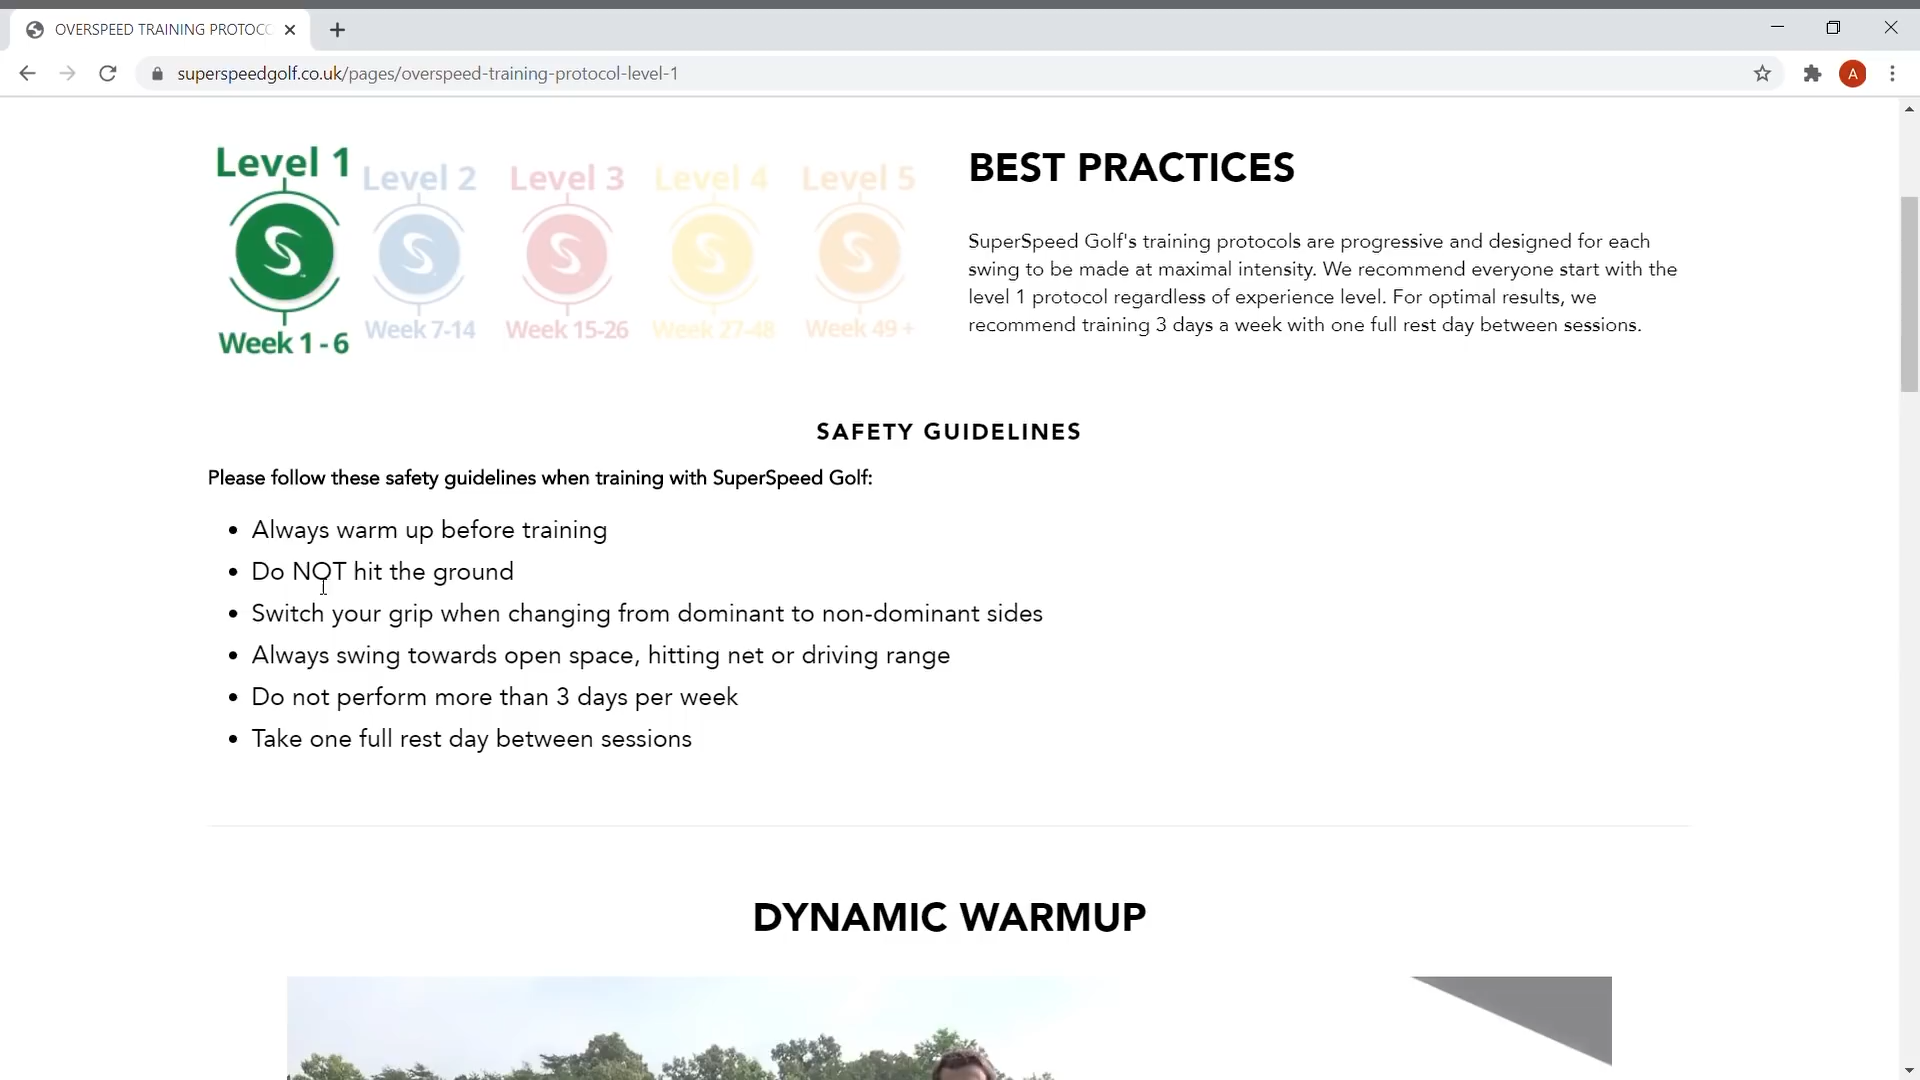 OVERSPEED TRAINING PROTOC
superspeedgolf.co.uk/pages/overspeed-training-protocol-level-1
A
Level 1 Level 2 Level 3 Level 4 Level 5
Week 1 - 6 Week 7-14 Week 15-26 Week 27-48 Week 49 +
BEST PRACTICES
SuperSpeed Golf's training protocols are progressive and designed for each
swing to be made at maximal intensity. We recommend everyone start with the
level 1 protocol regardless of experience level. For optimal results, we
recommend training 3 days a week with one full rest day between sessions.
SAFETY GUIDELINES
Please follow these safety guidelines when training with SuperSpeed Golf:
• Always warm up before training
• Do NOT hit the ground
• Switch your grip when changing from dominant to non-dominant sides
• Always swing towards open space, hitting net or driving range
• Do not perform more than 3 days per week
• Take one full rest day between sessions
DYNAMIC WARMUP